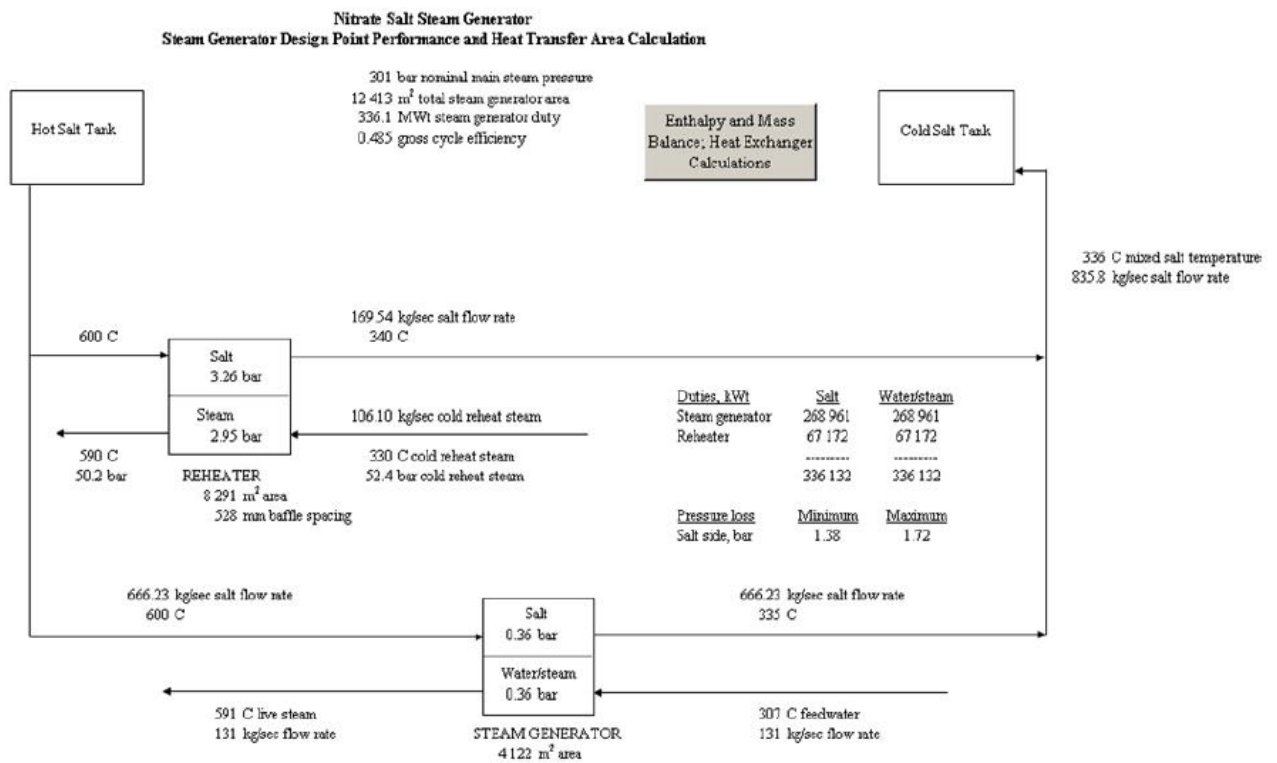 Nitrate Salt Steam Generator
Steam Generator Design Point Performance and Heat Transfer Area Calculation
301 bar nominal main steam pressure
12 413 m² total steam generator area
336.1 MWt steam generator duty
0.485 gross cycle efficiency
Hot Salt Tank
Enthalpy and Mass
Balance; Heat Exchanger
Calculations
Cold Salt Tank
336 C mixed salt temperature
835.8 kg/sec salt flow rate
169.54 kg/sec salt flow rate
340 C
600 C
Salt
3.26 bar
Steam
2.95 bar
106.10 kg/sec cold reheat steam
330 C cold reheat steam
52.4 bar cold reheat steam
590 C
50.2 bar
REHEATER
8 291 m² area
528 mm baffle spacing
Duties, kWt Salt Water/steam
Steam generator 268 961 268 961
Reheater 67 172 67 172
--------- ---------
336 132 336 132
Pressure loss Minimum Maximum
Salt side, bar 1.38 1.72
666.23 kg/sec salt flow rate
600 C
Salt
0.36 bar
Water/steam
0.36 bar
666.23 kg/sec salt flow rate
335 C
591 C live steam
131 kg/sec flow rate
307 C feedwater
131 kg/sec flow rate
STEAM GENERATOR
4 122 m² area